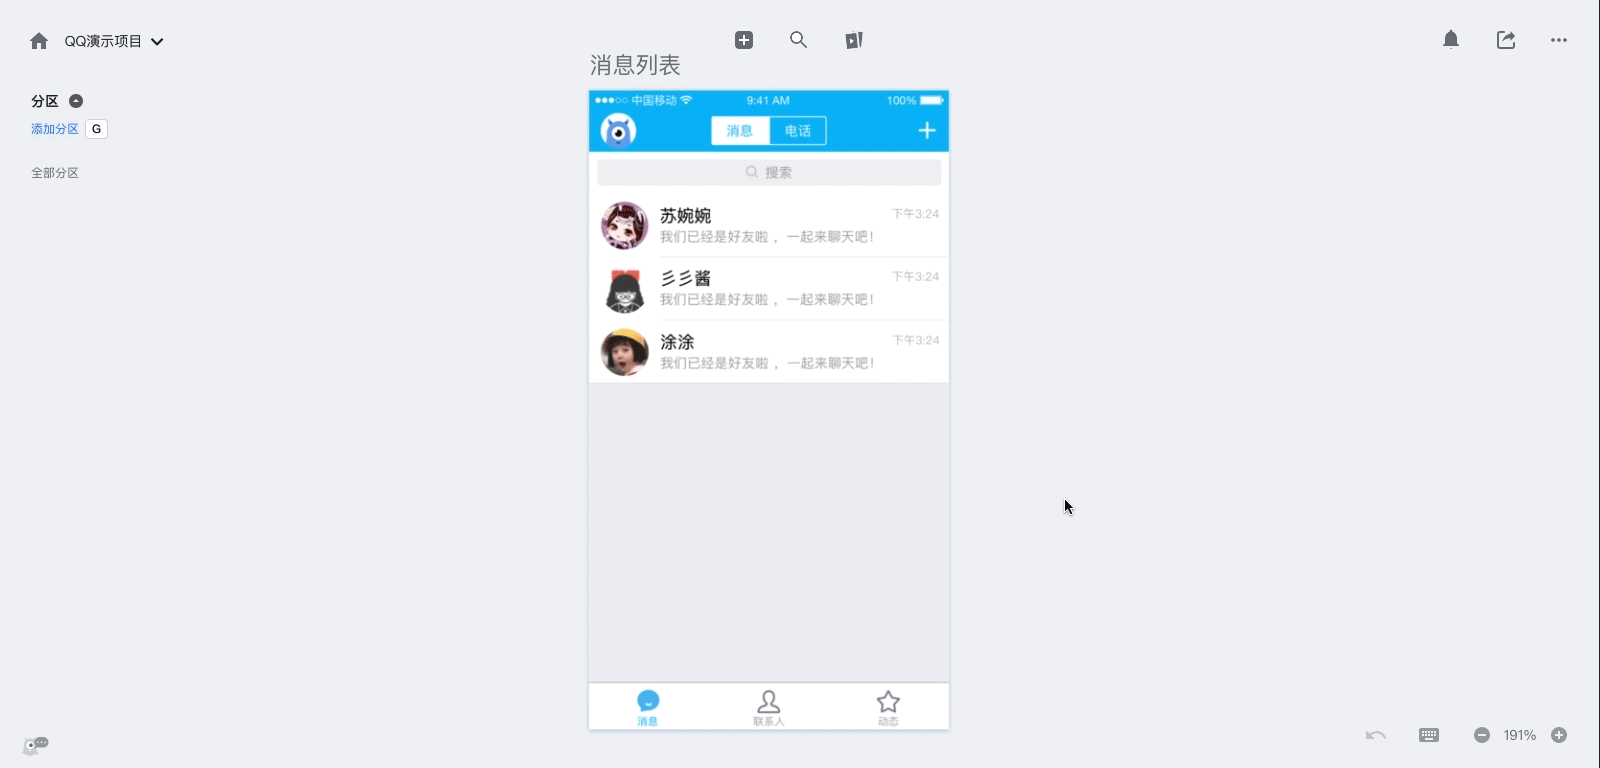 QQ演示项目
分区
添加分区 G
全部分区
消息列表
中国移动 9:41 AM 100%
消息 电话
搜索
苏婉婉 下午3:24
我们已经是好友啦，一起来聊天吧！
彡彡酱 下午3:24
我们已经是好友啦，一起来聊天吧！
涂涂 下午3:24
我们已经是好友啦，一起来聊天吧！
消息 联系人 动态
191%